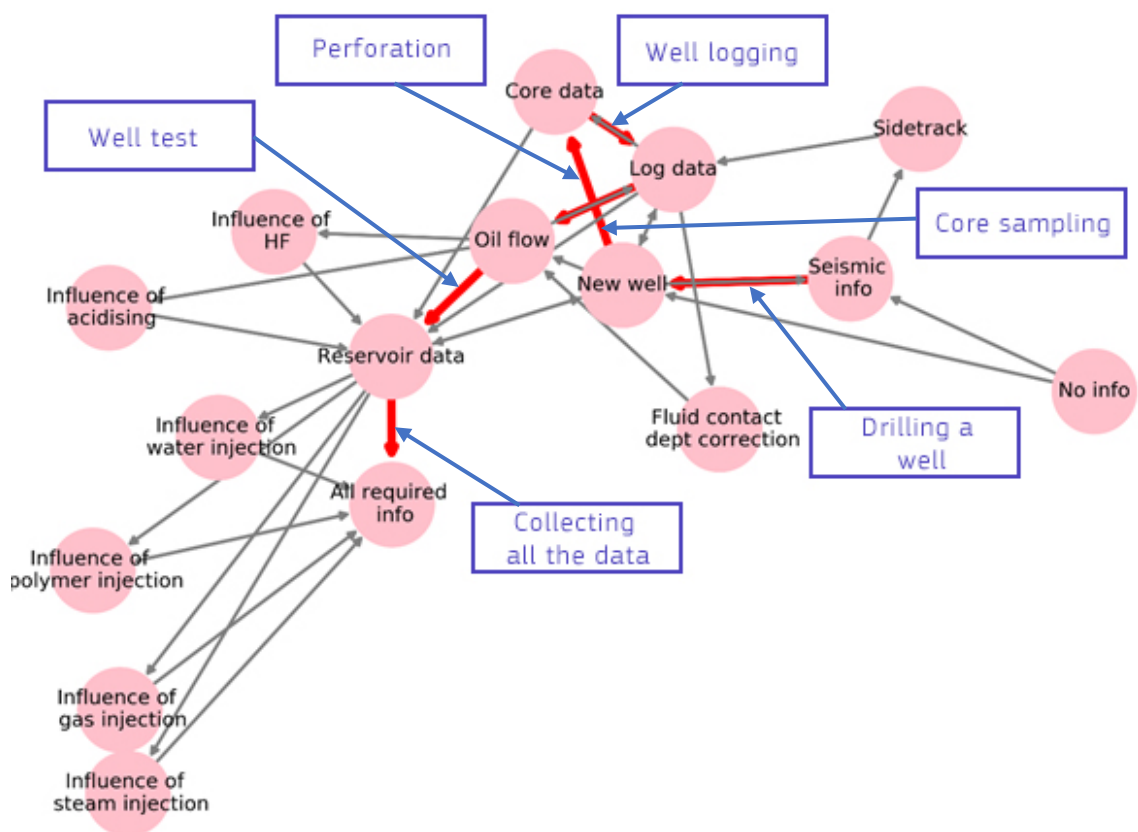 Perforation
Well logging
Core data
Well test
Sidetrack
Log data
Influence of
HF
Oil flow
Core sampling
New well
Seismic
info
Influence of
acidising
Reservoir data
No info
Influence of
water injection
Fluid contact
dept correction
Drilling a
well
All required
info
Collecting
all the data
Influence of
polymer injection
Influence of
gas injection
Influence of
steam injection